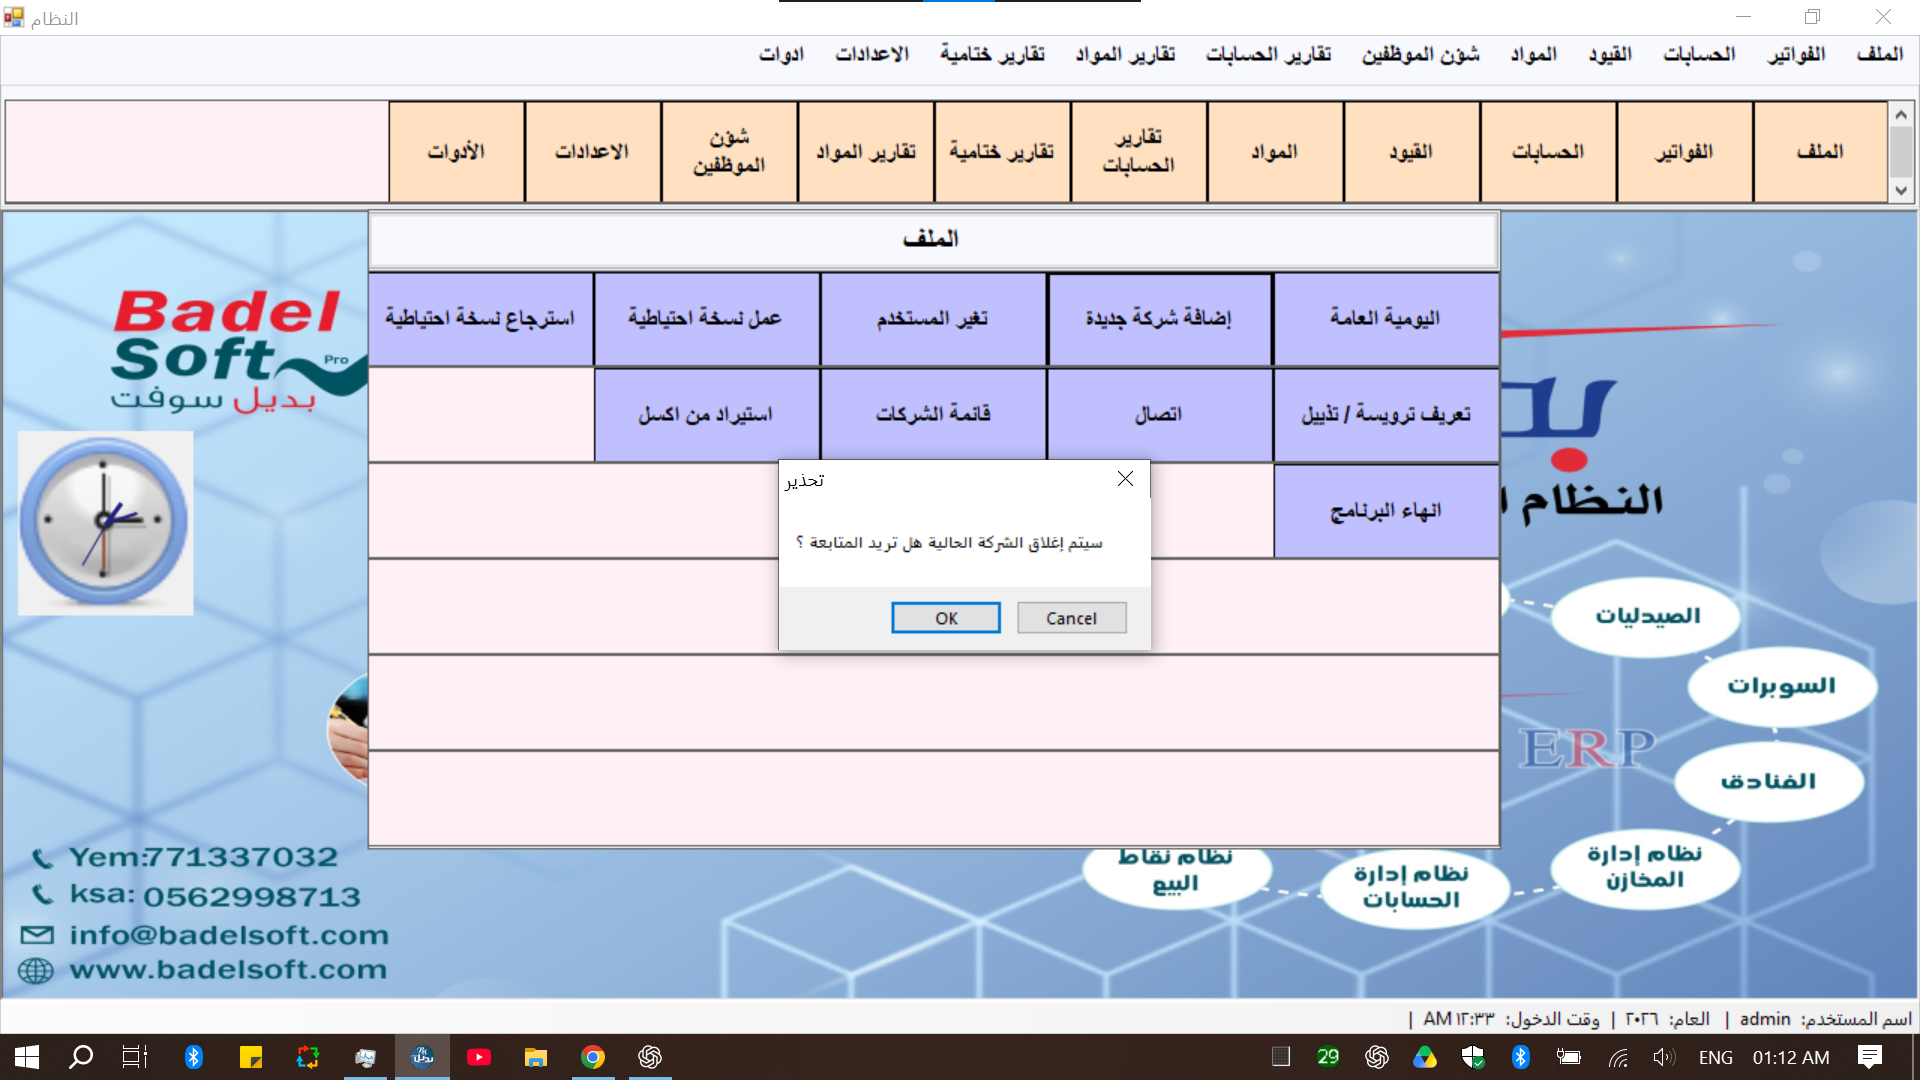 النظام
الملف الفواتير الحسابات القيود المواد شؤن الموظفين تقارير الحسابات تقارير المواد تقارير ختامية الاعدادات ادوات
الملف
الفواتير
الحسابات
القيود
المواد
تقارير
الحسابات
تقارير ختامية
تقارير المواد
شؤن
الموظفين
الاعدادات
الأدوات
الملف
اليومية العامة
إضافة شركة جديدة
تغير المستخدم
عمل نسخة احتياطية
استرجاع نسخة احتياطية
تعريف ترويسة / تذييل
اتصال
قائمة الشركات
استيراد من اكسل
انهاء البرنامج
تحذير
سيتم إغلاق الشركة الحالية هل تريد المتابعة ؟
OK
Cancel
Badel
Soft
Pro
بديل سوفت
النظام
الصيدليات
السوبرات
ERP
الفنادق
نظام إدارة
المخازن
نظام إدارة
الحسابات
نظام نقاط
البيع
Yem:771337032
ksa: 0562998713
info@badelsoft.com
www.badelsoft.com
اسم المستخدم: admin | العام: ٢٠٢٦ | وقت الدخول: ١٢:٣٣ AM |
29
ENG
01:12 AM